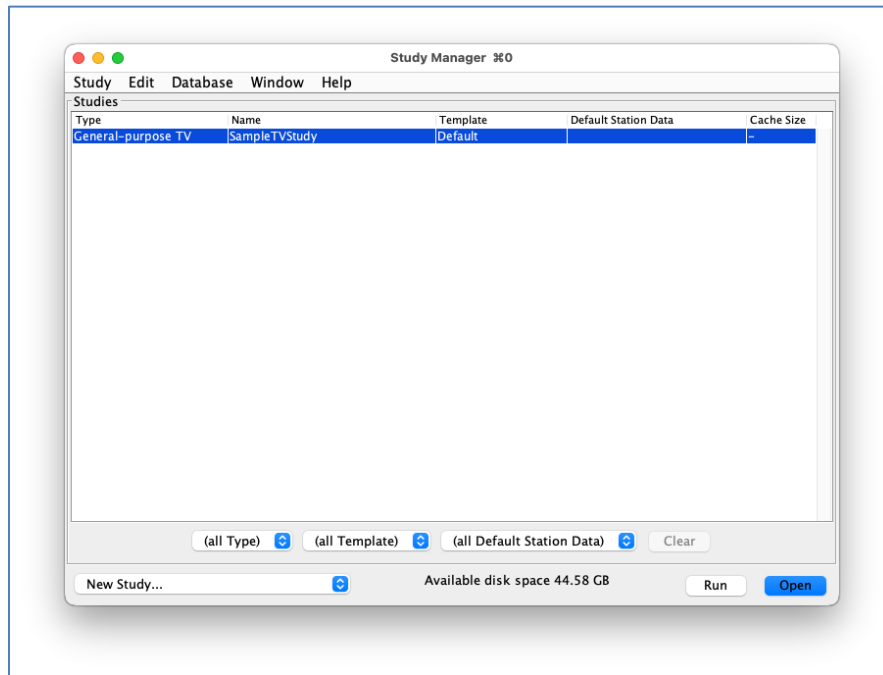 Study Manager ⌘0
Study Edit Database Window Help
Studies
Type Name Template Default Station Data Cache Size
General-purpose TV SampleTVStudy Default -
(all Type) (all Template) (all Default Station Data) Clear
New Study... Available disk space 44.58 GB Run Open